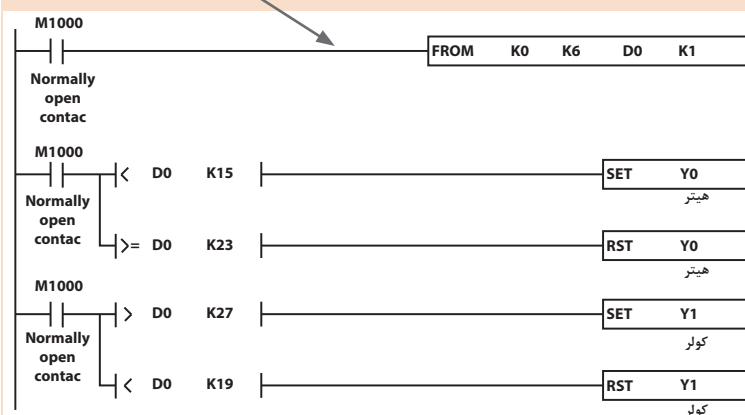 M1000
FROM K0 K6 D0 K1
Normally
open
contac
M1000
< D0 K15 SET Y0
هیتر
Normally
open
contac
>= D0 K23 RST Y0
هیتر
M1000
> D0 K27 SET Y1
کولر
Normally
open
contac
< D0 K19 RST Y1
کولر